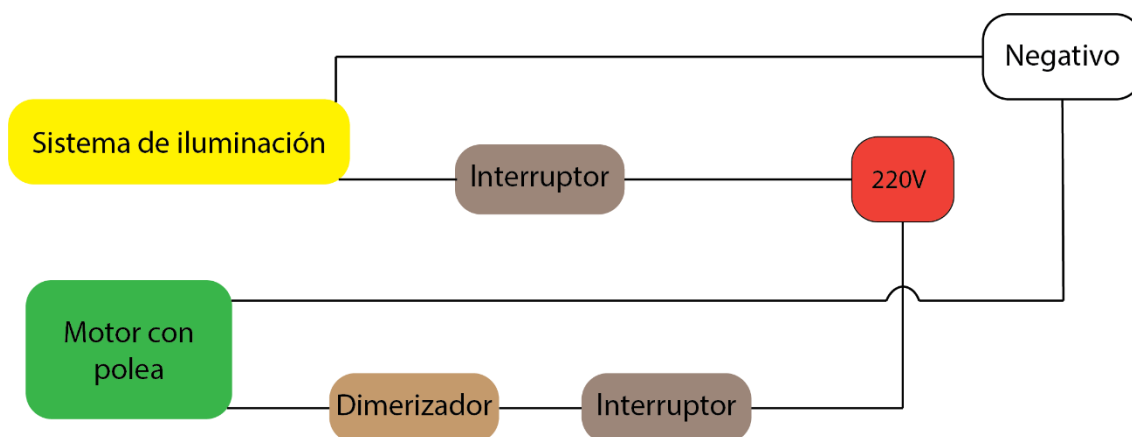 Negativo
Sistema de iluminación
Interruptor
220V
Motor con
polea
Dimerizador
Interruptor